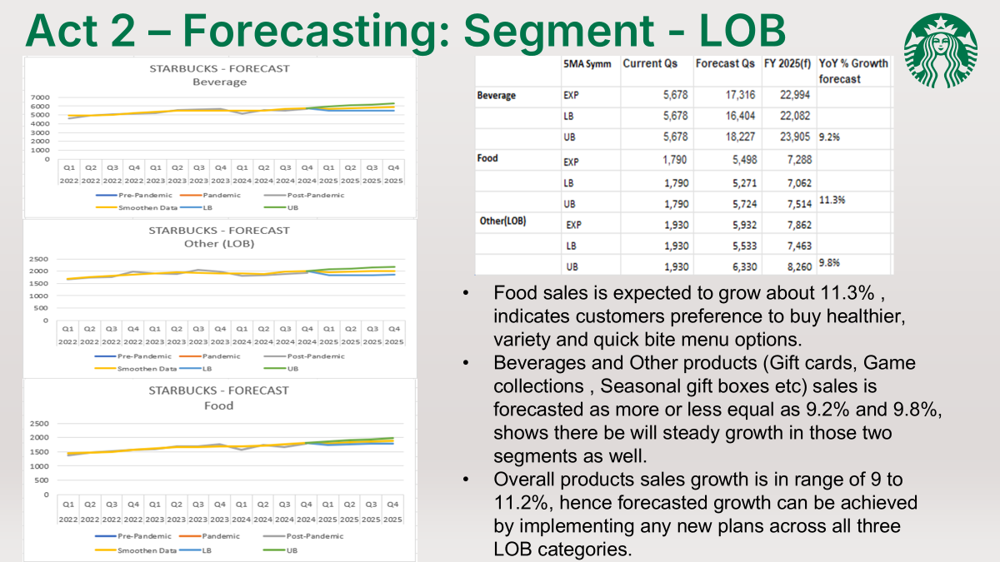 Act 2 – Forecasting: Segment - LOB
STARBUCKS - FORECAST
Beverage
7000
6000
5000
4000
3000
2000
1000
0
Q1 Q2 Q3 Q4 Q1 Q2 Q3 Q4 Q1 Q2 Q3 Q4 Q1 Q2 Q3 Q4
2022 2022 2022 2022 2023 2023 2023 2023 2024 2024 2024 2024 2025 2025 2025 2025
Pre-Pandemic Pandemic Post-Pandemic
Smoothen Data LB UB
STARBUCKS - FORECAST
Other (LOB)
2500
2000
1500
1000
500
0
Q1 Q2 Q3 Q4 Q1 Q2 Q3 Q4 Q1 Q2 Q3 Q4 Q1 Q2 Q3 Q4
2022 2022 2022 2022 2023 2023 2023 2023 2024 2024 2024 2024 2025 2025 2025 2025
Pre-Pandemic Pandemic Post-Pandemic
Smoothen Data LB UB
STARBUCKS - FORECAST
Food
2500
2000
1500
1000
500
0
Q1 Q2 Q3 Q4 Q1 Q2 Q3 Q4 Q1 Q2 Q3 Q4 Q1 Q2 Q3 Q4
2022 2022 2022 2022 2023 2023 2023 2023 2024 2024 2024 2024 2025 2025 2025 2025
Pre-Pandemic Pandemic Post-Pandemic
Smoothen Data LB UB
5MA Symm Current Qs Forecast Qs FY 2025(f) YoY % Growth
forecast
Beverage EXP 5,678 17,316 22,994
LB 5,678 16,404 22,082
UB 5,678 18,227 23,905 9.2%
Food EXP 1,790 5,498 7,288
LB 1,790 5,271 7,062
UB 1,790 5,724 7,514 11.3%
Other(LOB) EXP 1,930 5,932 7,862
LB 1,930 5,533 7,463
UB 1,930 6,330 8,260 9.8%
• Food sales is expected to grow about 11.3% ,
indicates customers preference to buy healthier,
variety and quick bite menu options.
• Beverages and Other products (Gift cards, Game
collections , Seasonal gift boxes etc) sales is
forecasted as more or less equal as 9.2% and 9.8%,
shows there be will steady growth in those two
segments as well.
• Overall products sales growth is in range of 9 to
11.2%, hence forecasted growth can be achieved
by implementing any new plans across all three
LOB categories.